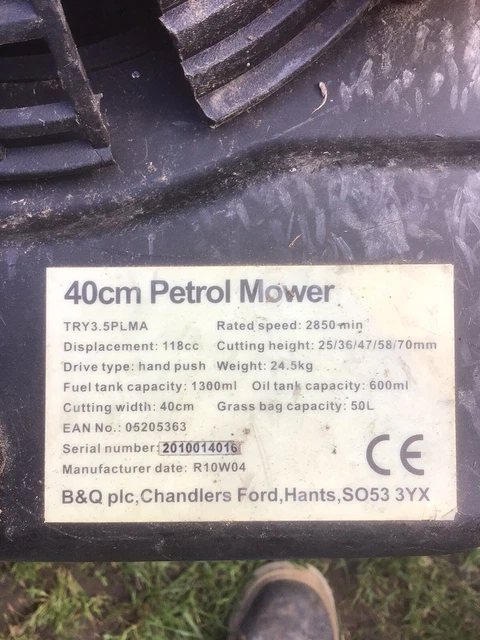 40cm Petrol Mower
TRY3.5PLMA Rated speed: 2850 min
Displacement: 118cc Cutting height: 25/36/47/58/70mm
Drive type: hand push Weight: 24.5kg
Fuel tank capacity: 1300ml Oil tank capacity: 600ml
Cutting width: 40cm Grass bag capacity: 50L
EAN No.: 05205363
Serial number: 2010014016
Manufacturer date: R10W04
CE
B&Q plc,Chandlers Ford,Hants,SO53 3YX